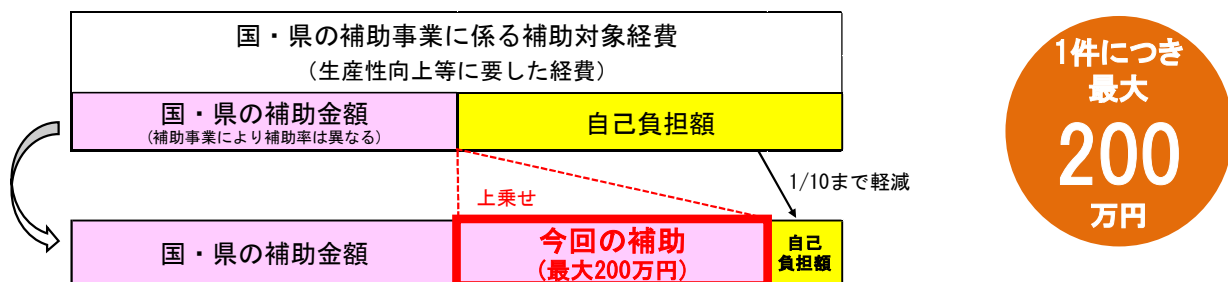 国・県の補助事業に係る補助対象経費
（生産性向上等に要した経費）
国・県の補助金額
（補助事業により補助率は異なる）
自己負担額
上乗せ
1/10まで軽減
国・県の補助金額
今回の補助
（最大200万円）
自己
負担額
1件につき
最大
200
万円